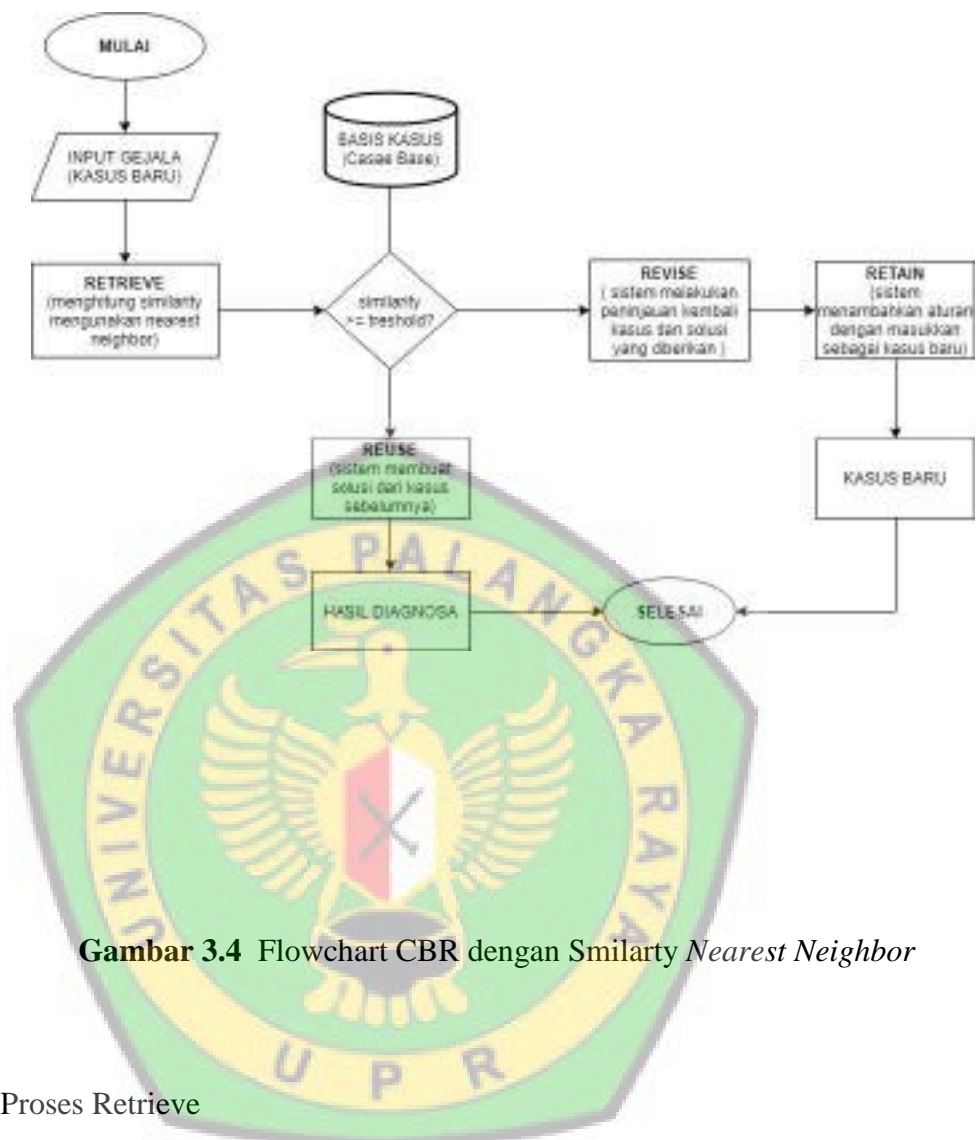 MULAI
INPUT GEJALA
(KASUS BARU)
RETRIEVE
(menghitung similarity
mengunakan nearest
neighbor)
BASIS KASUS
(Casae Base)
similarity
>= treshold?
REVISE
( sistem melakukan
peninjauan kembali
kasus dan solusi
yang diberikan )
RETAIN
(sistem
menambahkan aturan
dengan masukkan
sebagai kasus baru)
REUSE
(sistem membuat
solusi dari kasus
sebelumnya)
KASUS BARU
HASIL DIAGNOSA
SELESAI
UNIVERSITAS PALANGKA RAYA
UPR
Gambar 3.4 Flowchart CBR dengan Smilarty Nearest Neighbor
Proses Retrieve